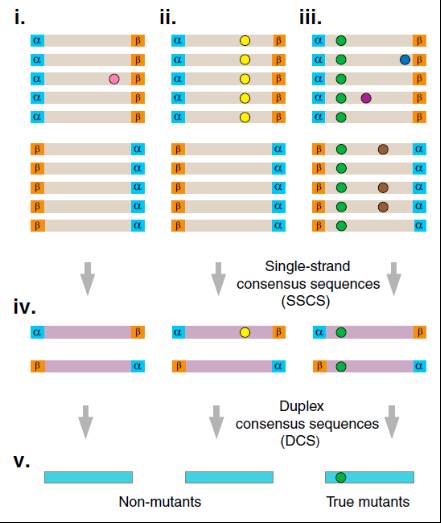 i. ii. iii.
α β α β α β
α β α β α β
α β α β α β
α β α β α β
α β α β α β
β α β α β α
β α β α β α
β α β α β α
β α β α β α
β α β α β α
Single-strand
consensus sequences
(SSCS)
iv.
α β α β α β
β α β α β α
Duplex
consensus sequences
(DCS)
v.
Non-mutants True mutants